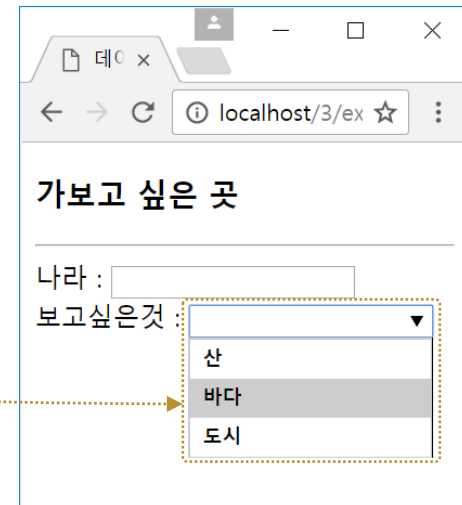 데이
localhost/3/ex
가보고 싶은 곳
나라 :
보고싶은것 :
산
바다
도시